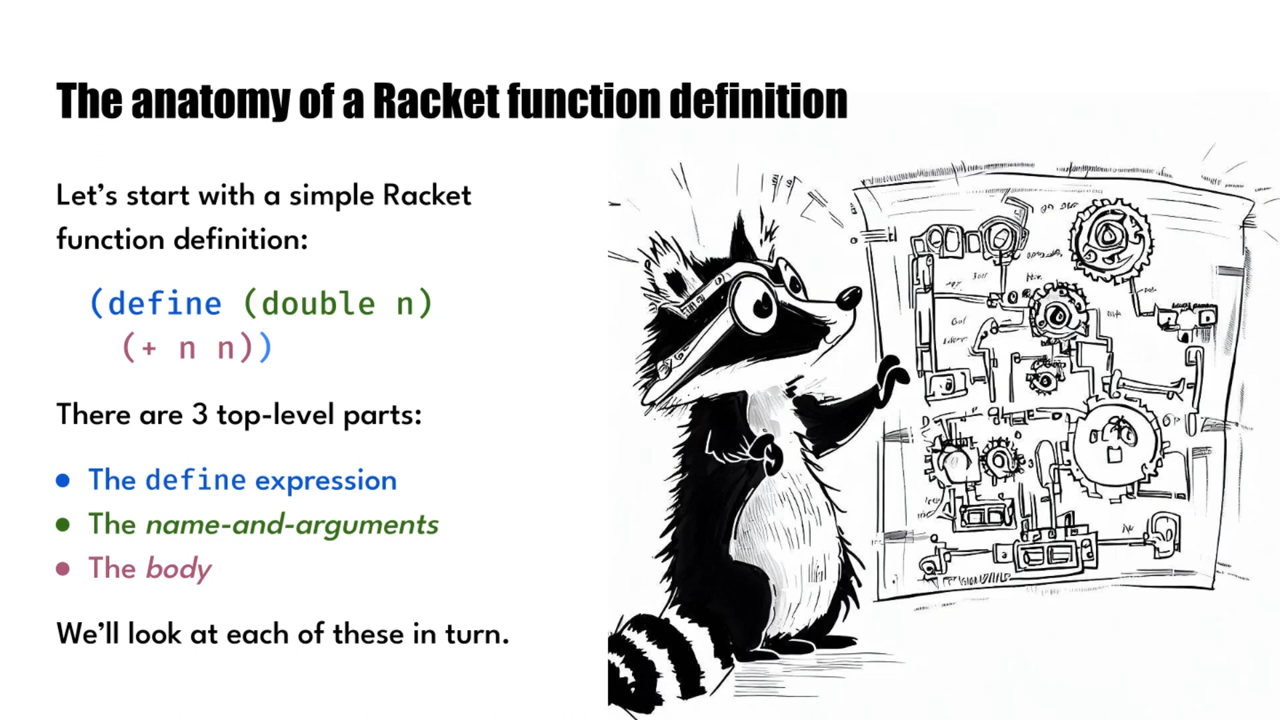 The anatomy of a Racket function definition
Let’s start with a simple Racket
function definition:
(define (double n)
(+ n n))
There are 3 top-level parts:
● The define expression
● The name-and-arguments
● The body
We’ll look at each of these in turn.